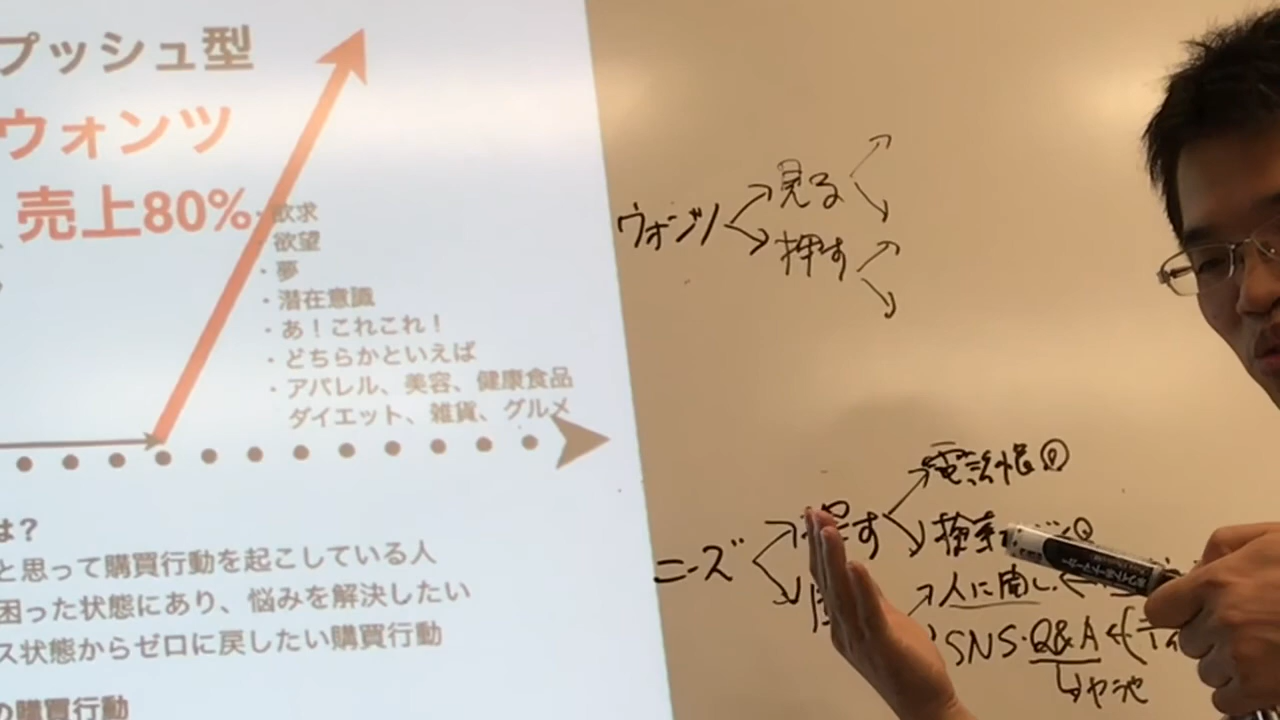 プッシュ型
ウォンツ
売上80%
・欲求
・欲望
・夢
・潜在意識
・あ！これこれ！
・どちらかといえば
・アパレル、美容、健康食品
ダイエット、雑貨、グルメ
は？
と思って購買行動を起こしている人
困った状態にあり、悩みを解決したい
ス状態からゼロに戻したい購買行動
の購買行動
ウォンツ
見る
押す
ニーズ
探す
電話帳
検索
人に聞く
SNS・Q&A
ヤ